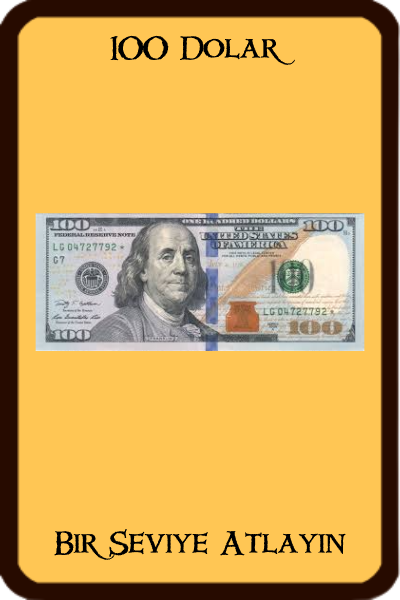 100 Dolar
100
ONE HUNDRED DOLLARS
100
FEDERAL RESERVE NOTE
THE
UNITED STATES
OF AMERICA
LG 04727792 *
G7
LG 04727792 *
100
100
Bir Seviye Atlayın